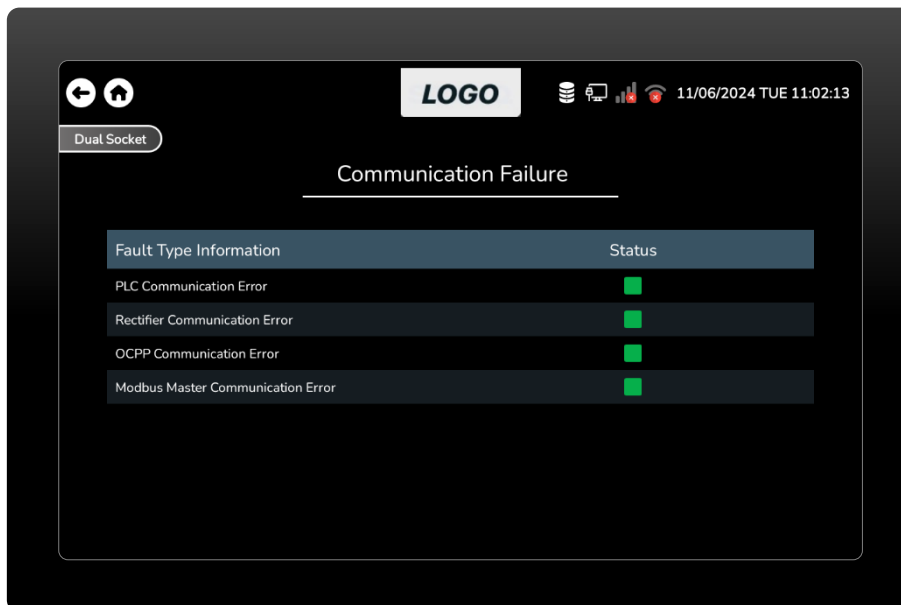 LOGO
11/06/2024 TUE 11:02:13
Dual Socket
Communication Failure
Fault Type Information Status
PLC Communication Error
Rectifier Communication Error
OCPP Communication Error
Modbus Master Communication Error